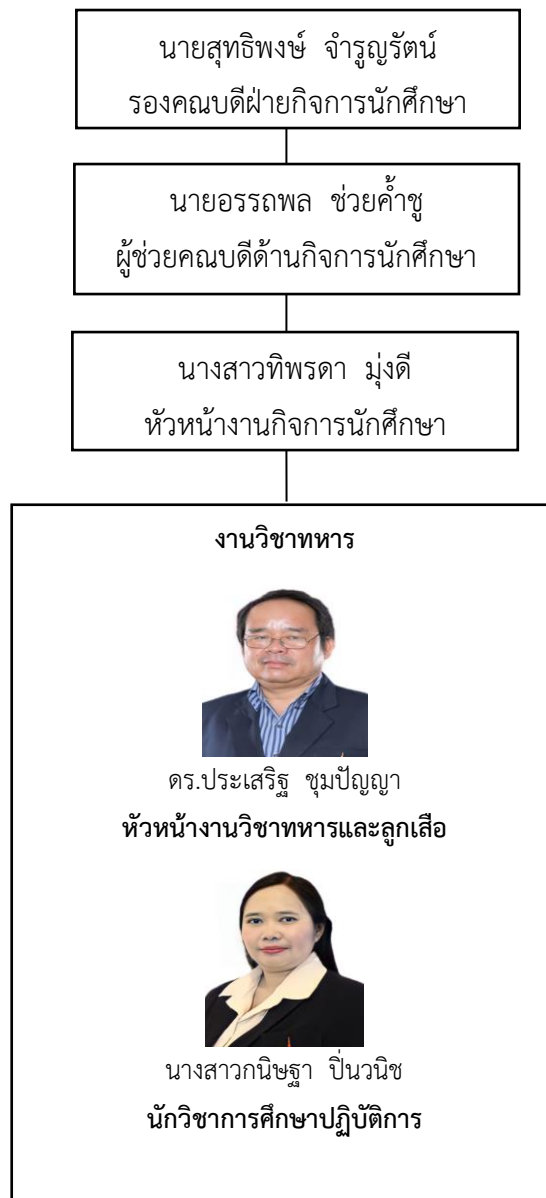 นายสุทธิพงษ์ จำรูญรัตน์
รองคณบดีฝ่ายกิจการนักศึกษา
นายอรรถพล ช่วยค้ำชู
ผู้ช่วยคณบดีด้านกิจการนักศึกษา
นางสาวทิพรดา มุ่งดี
หัวหน้างานกิจการนักศึกษา
งานวิชาทหาร
ดร.ประเสริฐ ชุมปัญญา
หัวหน้างานวิชาทหารและลูกเสือ
นางสาวกนิษฐา ปิ่นวนิช
นักวิชาการศึกษาปฏิบัติการ